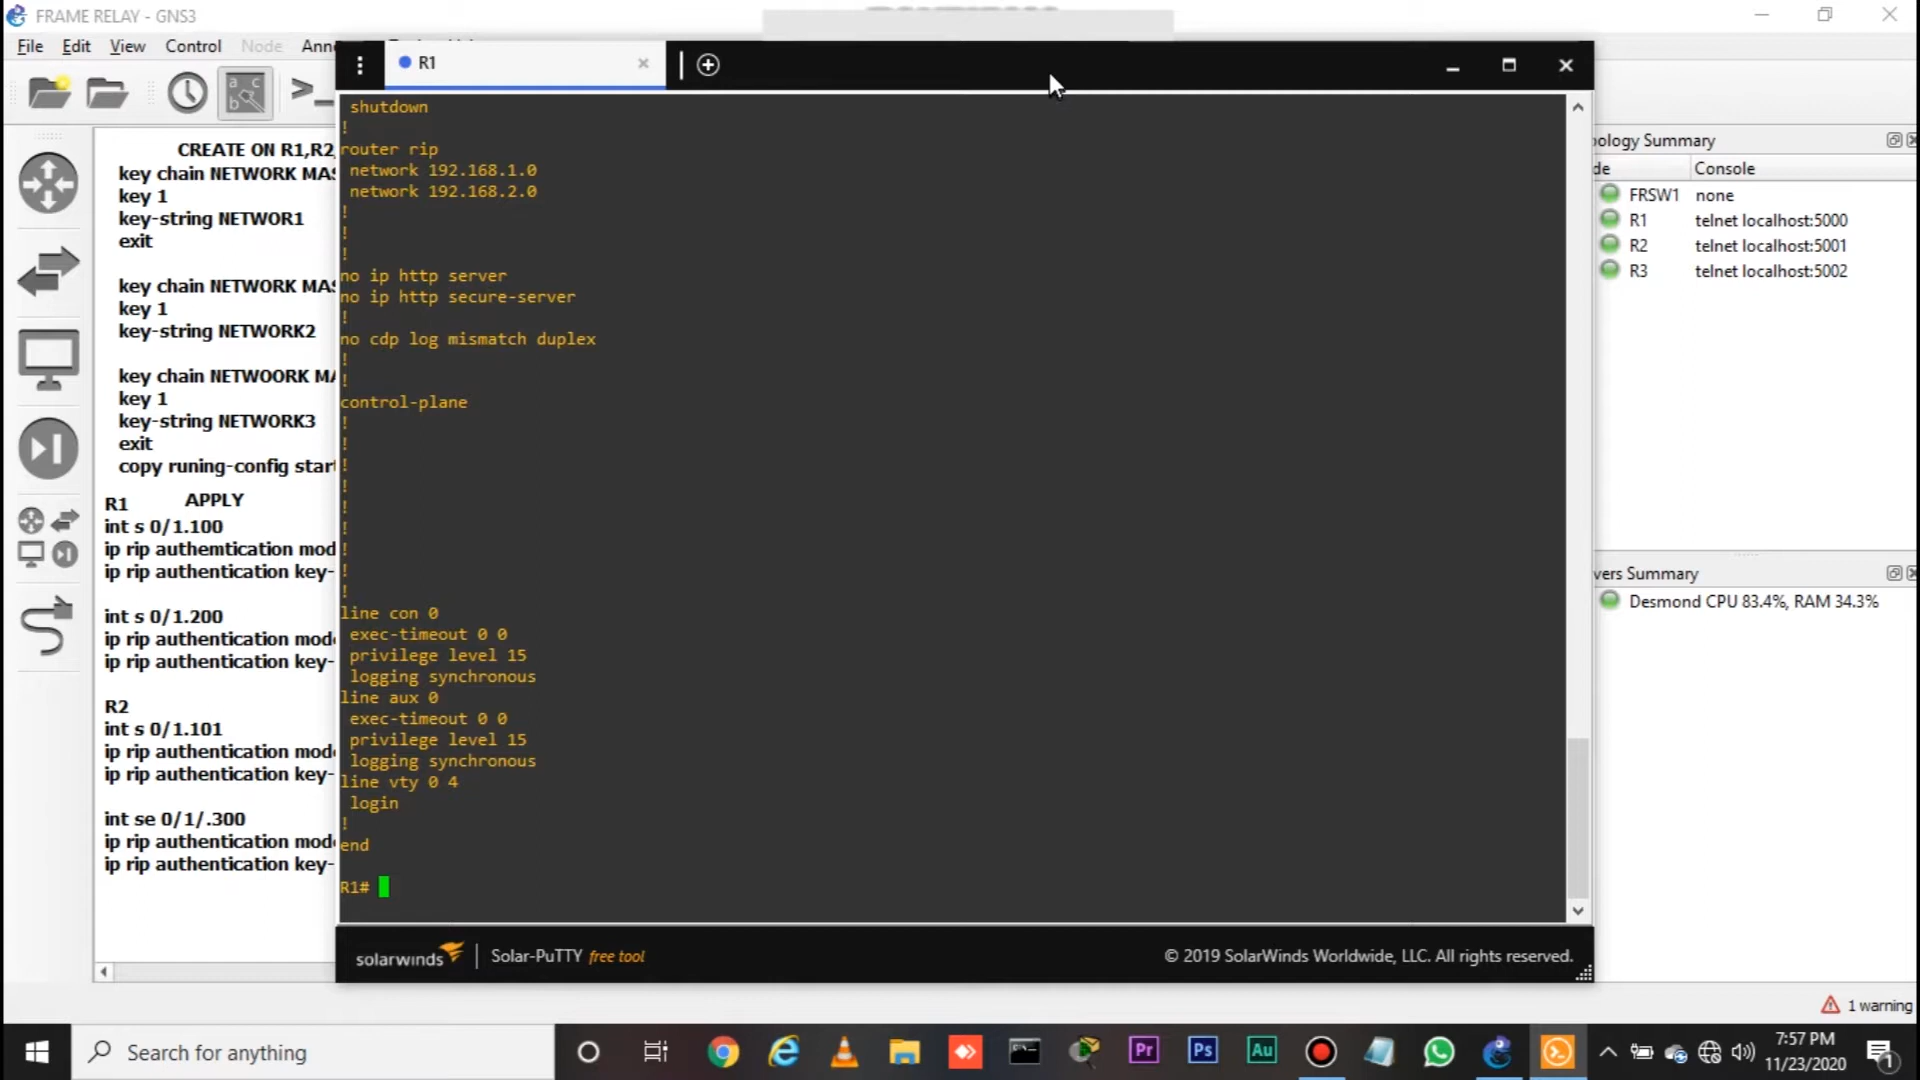 FRAME RELAY - GNS3
File Edit View Control Node
R1
CREATE ON R1,R2
key chain NETWORK MAS
key 1
key-string NETWOR1
exit
key chain NETWORK MAS
key 1
key-string NETWORK2
key chain NETWOORK MA
key 1
key-string NETWORK3
exit
copy runing-config star
R1 APPLY
int s 0/1.100
ip rip authemtication mod
ip rip authentication key-
int s 0/1.200
ip rip authentication mod
ip rip authentication key-
R2
int s 0/1.101
ip rip authentication mod
ip rip authentication key-
int se 0/1/.300
ip rip authentication mod
ip rip authentication key-
shutdown
!
router rip
network 192.168.1.0
network 192.168.2.0
!
!
!
no ip http server
no ip http secure-server
!
no cdp log mismatch duplex
!
!
control-plane
!
!
!
!
!
!
!
!
!
line con 0
exec-timeout 0 0
privilege level 15
logging synchronous
line aux 0
exec-timeout 0 0
privilege level 15
logging synchronous
line vty 0 4
login
!
end
R1#
solarwinds | Solar-PuTTY free tool
© 2019 SolarWinds Worldwide, LLC. All rights reserved.
ology Summary
de Console
FRSW1 none
R1 telnet localhost:5000
R2 telnet localhost:5001
R3 telnet localhost:5002
vers Summary
Desmond CPU 83.4%, RAM 34.3%
1 warning
Search for anything
Pr
Ps
Au
7:57 PM
11/23/2020
1